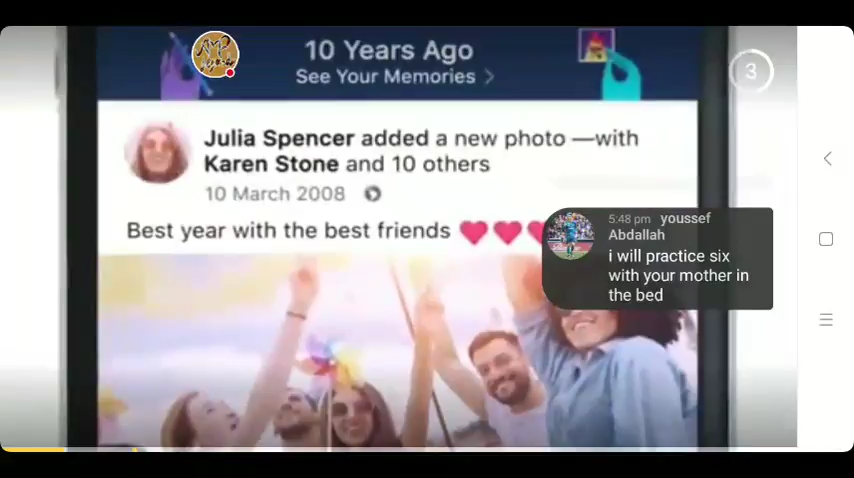 10 Years Ago
See Your Memories >
3
Julia Spencer added a new photo —with
Karen Stone and 10 others
10 March 2008
Best year with the best friends
5:48 pm youssef
Abdallah
i will practice six
with your mother in
the bed